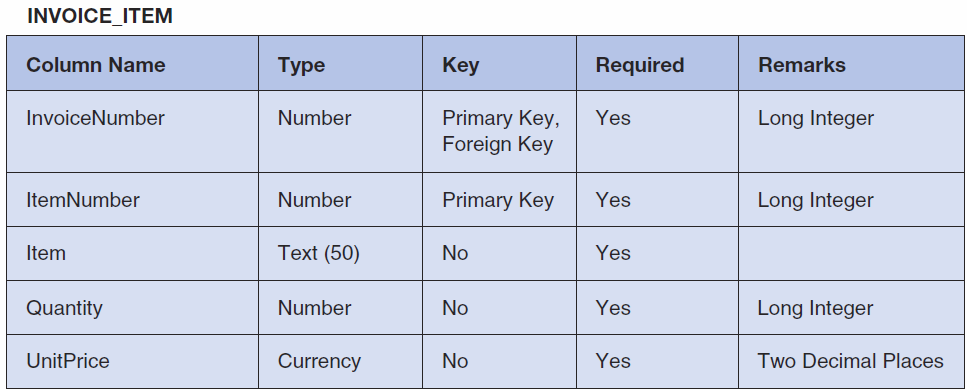 INVOICE_ITEM
Column Name Type Key Required Remarks
InvoiceNumber Number Primary Key, Yes Long Integer
Foreign Key
ItemNumber Number Primary Key Yes Long Integer
Item Text (50) No Yes
Quantity Number No Yes Long Integer
UnitPrice Currency No Yes Two Decimal Places